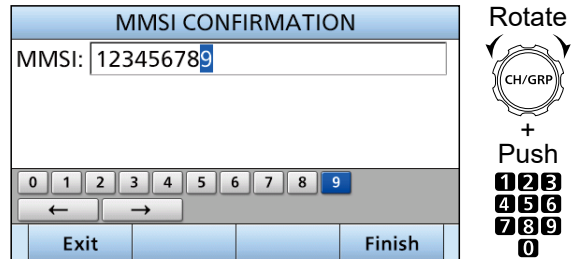 MMSI CONFIRMATION
MMSI: 123456789
0 1 2 3 4 5 6 7 8 9
← →
Exit Finish
Rotate
CH/GRP
+
Push
1 2 3
4 5 6
7 8 9
0